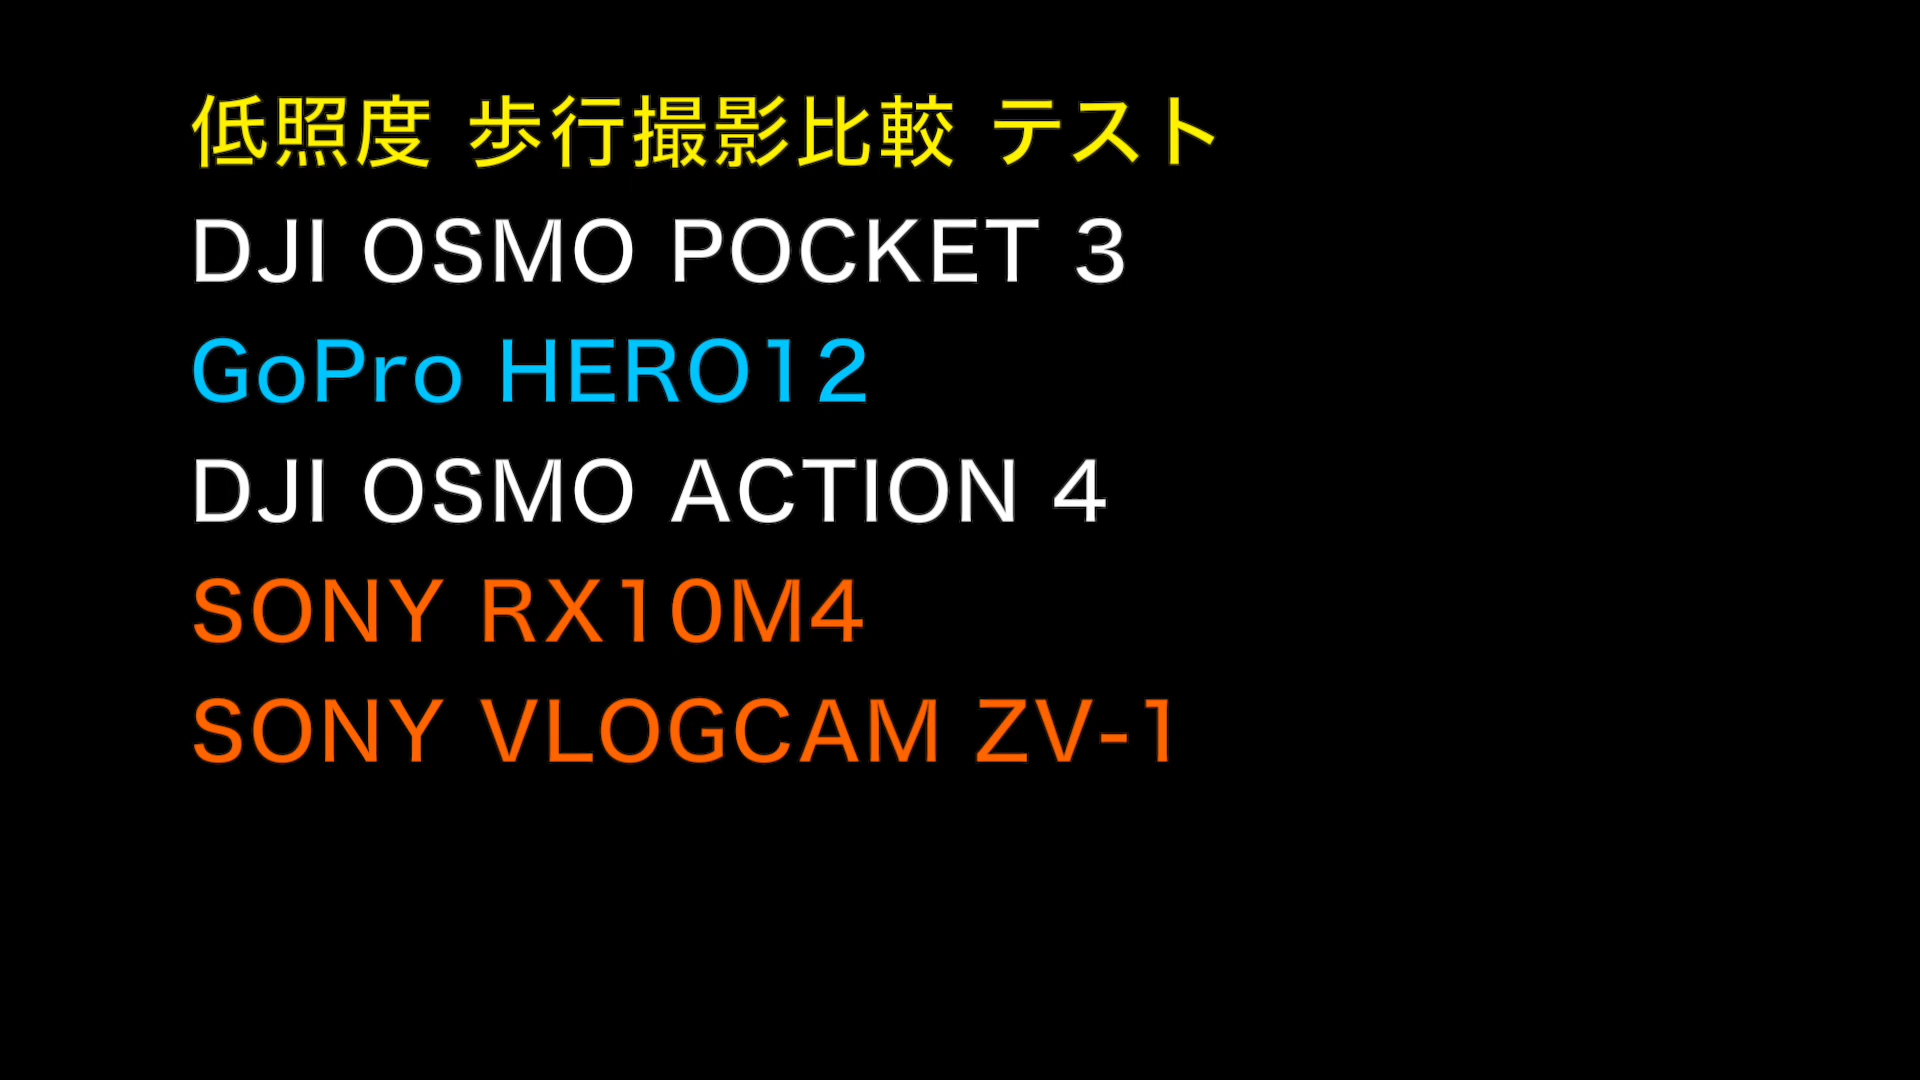 低照度 歩行撮影比較 テスト
DJI OSMO POCKET 3
GoPro HERO12
DJI OSMO ACTION 4
SONY RX10M4
SONY VLOGCAM ZV-1